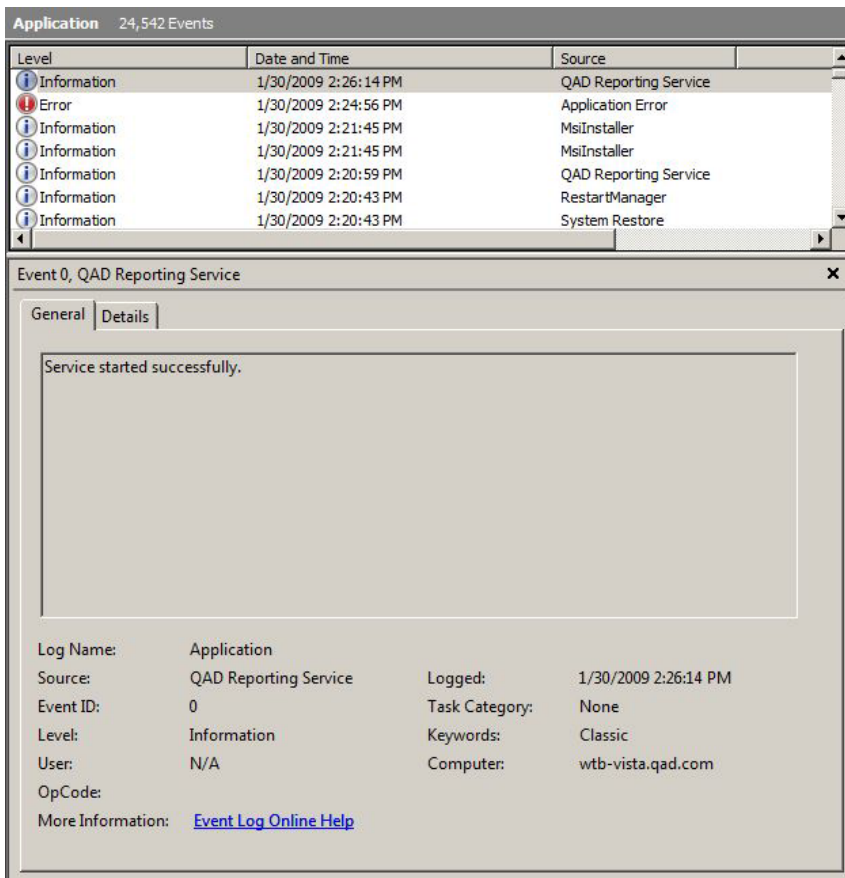 Application 24,542 Events
Level Date and Time Source
Information 1/30/2009 2:26:14 PM QAD Reporting Service
Error 1/30/2009 2:24:56 PM Application Error
Information 1/30/2009 2:21:45 PM MsiInstaller
Information 1/30/2009 2:21:45 PM MsiInstaller
Information 1/30/2009 2:20:59 PM QAD Reporting Service
Information 1/30/2009 2:20:43 PM RestartManager
Information 1/30/2009 2:20:43 PM System Restore
Event 0, QAD Reporting Service
General Details
Service started successfully.
Log Name: Application
Source: QAD Reporting Service Logged: 1/30/2009 2:26:14 PM
Event ID: 0 Task Category: None
Level: Information Keywords: Classic
User: N/A Computer: wtb-vista.qad.com
OpCode:
More Information: Event Log Online Help